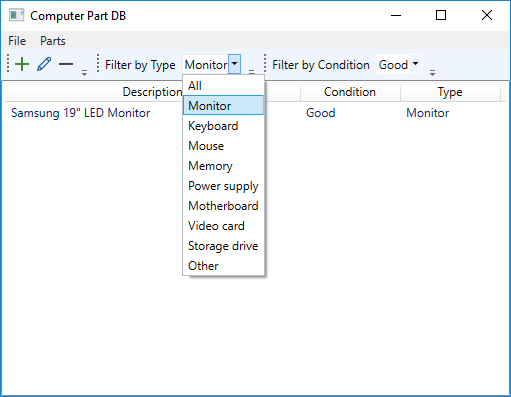 Computer Part DB
File Parts
Filter by Type Monitor Filter by Condition Good
Description Condition Type
Samsung 19" LED Monitor Good Monitor
All
Monitor
Keyboard
Mouse
Memory
Power supply
Motherboard
Video card
Storage drive
Other